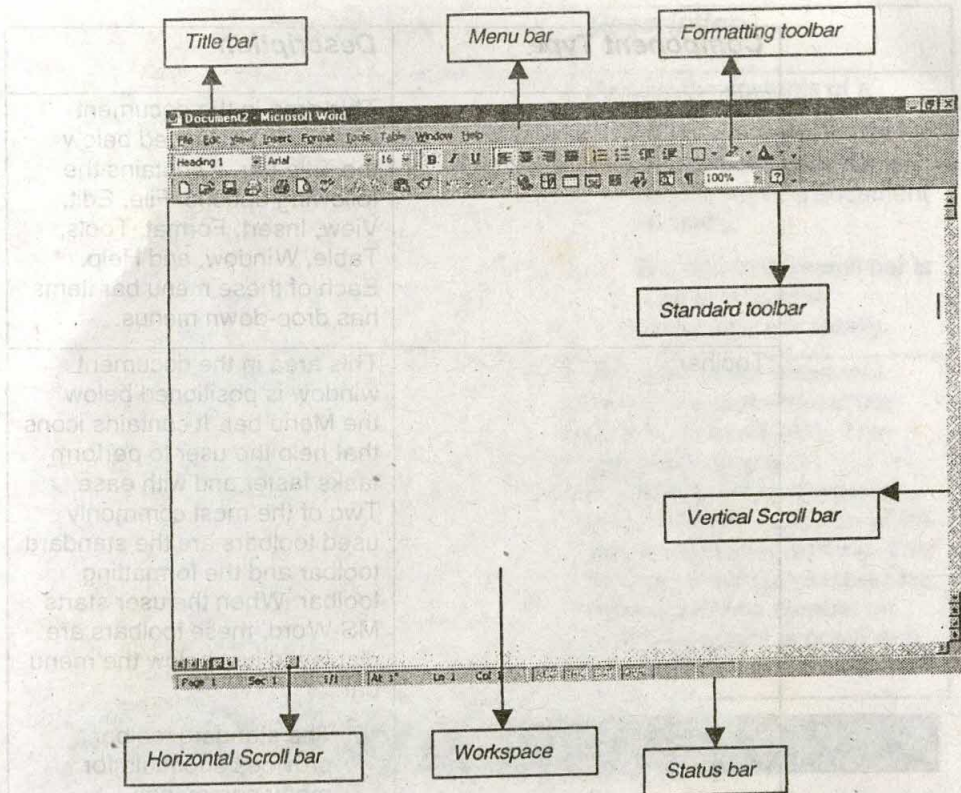 Title bar
Menu bar
Formatting toolbar
Document2 - Microsoft Word
File Edit View Insert Format Tools Table Window Help
Heading 1 Arial 16 B I U
100%
Standard toolbar
Vertical Scroll bar
Page 1 Sec 1 1/1 At 1" Ln 1 Col
Horizontal Scroll bar
Workspace
Status bar
Component Type
Description
View, Insert, Format, Tools,
Table, Window, and Help.
Each of these menu bar items
has drop-down menus.
Toolbar
This area in the document
window is positioned below
the Menu bar. It contains icons
that help the user to perform
tasks faster and with ease.
Two of the most commonly
used toolbars are the standard
toolbar and the formatting
toolbar. When the user starts
MS-Word, these toolbars are
the menu